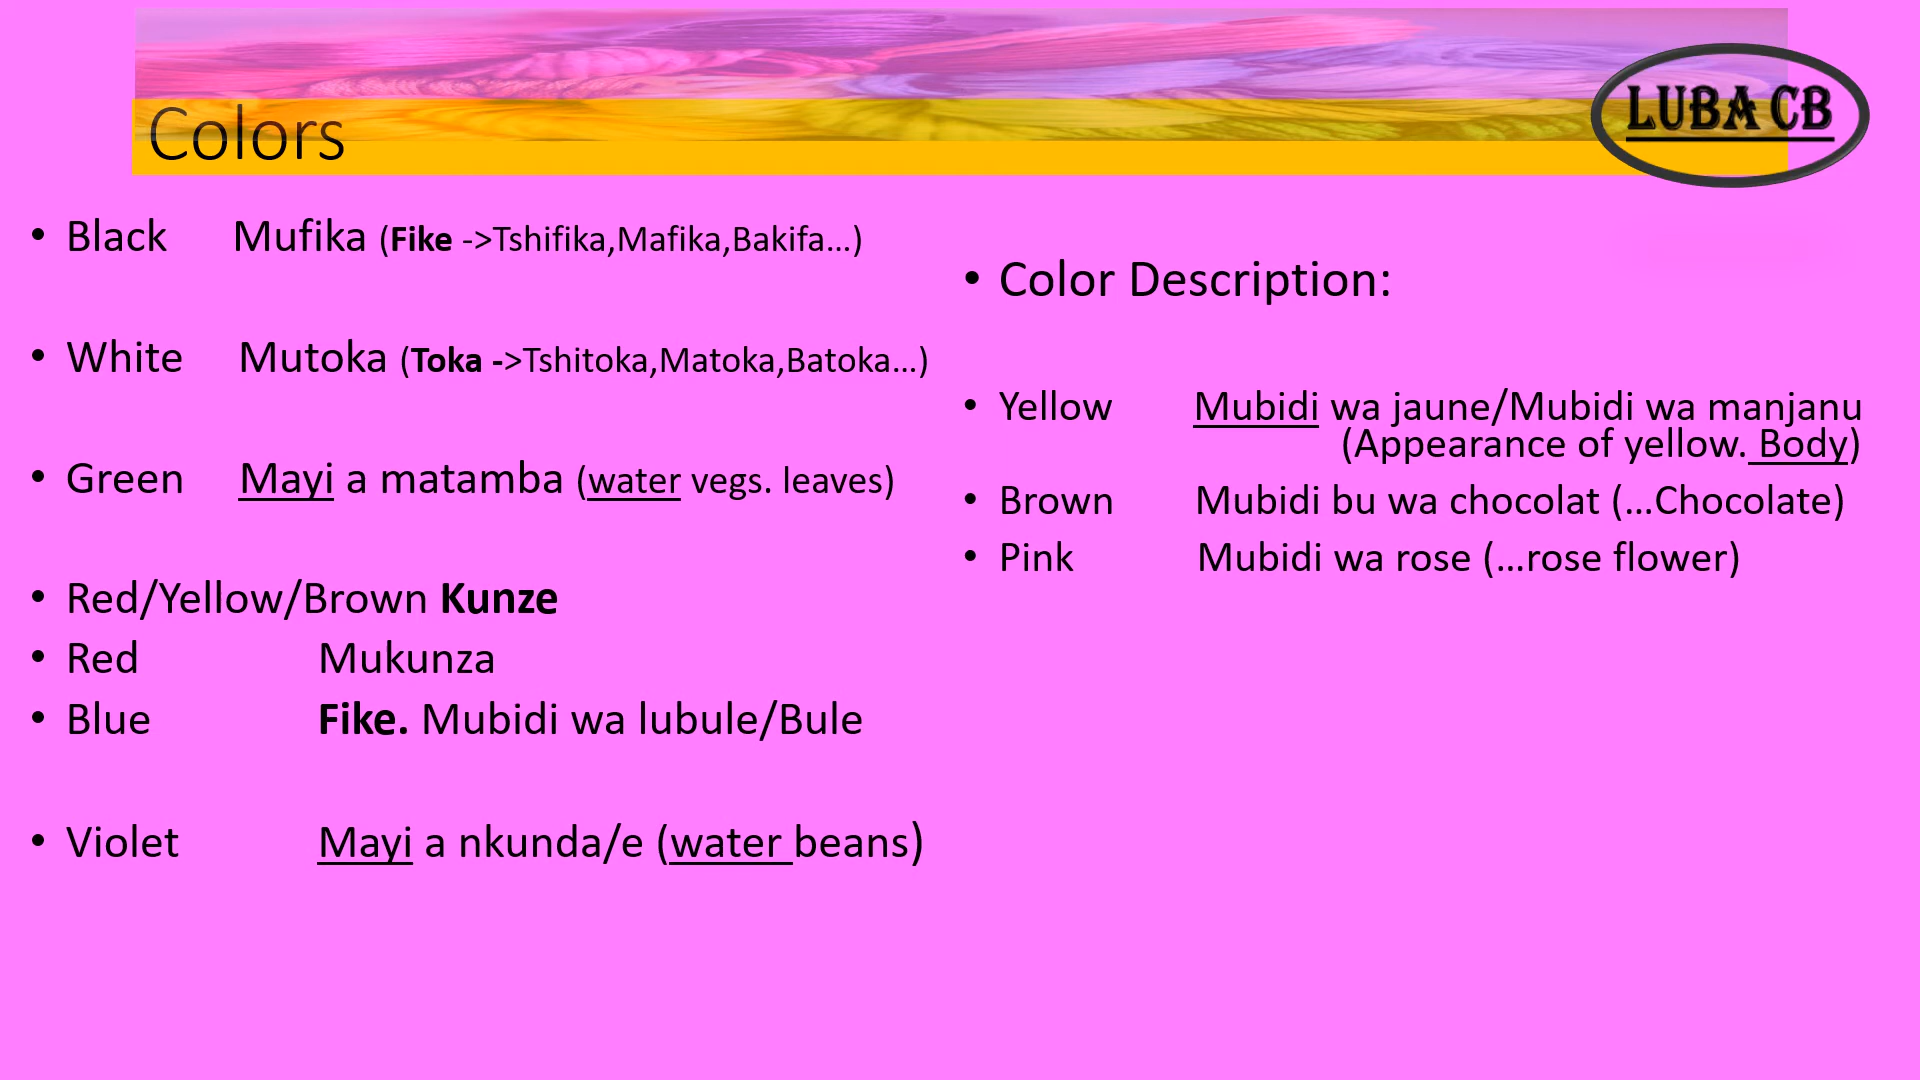 Colors
LUBA CB
• Black Mufika (Fike ->Tshifika,Mafika,Bakifa...)
• White Mutoka (Toka ->Tshitoka,Matoka,Batoka...)
• Green Mayi a matamba (water vegs. leaves)
• Red/Yellow/Brown Kunze
• Red Mukunza
• Blue Fike. Mubidi wa lubule/Bule
• Violet Mayi a nkunda/e (water beans)
• Color Description:
• Yellow Mubidi wa jaune/Mubidi wa manjanu
(Appearance of yellow. Body)
• Brown Mubidi bu wa chocolat (...Chocolate)
• Pink Mubidi wa rose (...rose flower)